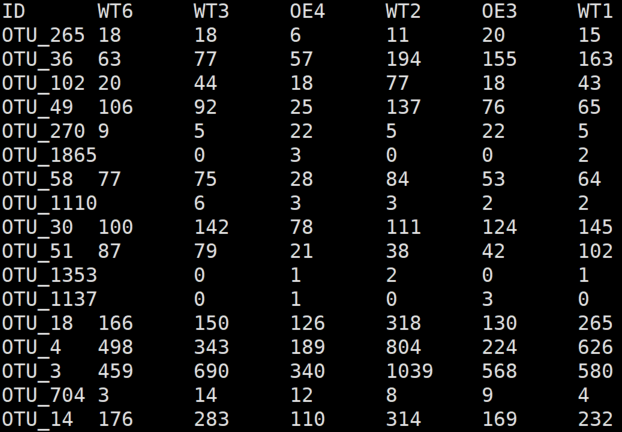 ID WT6 WT3 OE4 WT2 OE3 WT1
OTU_265 18 18 6 11 20 15
OTU_36 63 77 57 194 155 163
OTU_102 20 44 18 77 18 43
OTU_49 106 92 25 137 76 65
OTU_270 9 5 22 5 22 5
OTU_1865 0 3 0 0 2
OTU_58 77 75 28 84 53 64
OTU_1110 6 3 3 2 2
OTU_30 100 142 78 111 124 145
OTU_51 87 79 21 38 42 102
OTU_1353 0 1 2 0 1
OTU_1137 0 1 0 3 0
OTU_18 166 150 126 318 130 265
OTU_4 498 343 189 804 224 626
OTU_3 459 690 340 1039 568 580
OTU_704 3 14 12 8 9 4
OTU_14 176 283 110 314 169 232